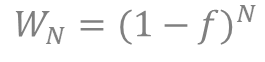 W_N = (1 − f)^N